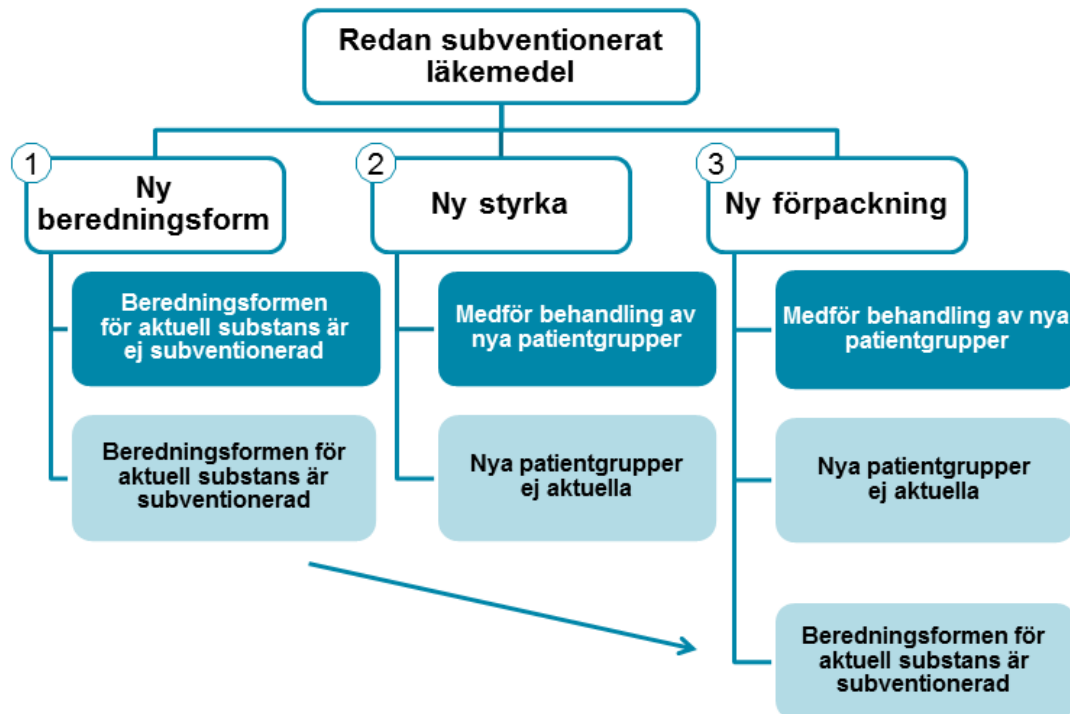 Redan subventionerat
läkemedel
1
Ny
beredningsform
2
Ny styrka
3
Ny förpackning
Beredningsformen
för aktuell substans är
ej subventionerad
Medför behandling av
nya patientgrupper
Medför behandling av nya
patientgrupper
Beredningsformen för
aktuell substans är
subventionerad
Nya patientgrupper
ej aktuella
Nya patientgrupper
ej aktuella
Beredningsformen för
aktuell substans är
subventionerad